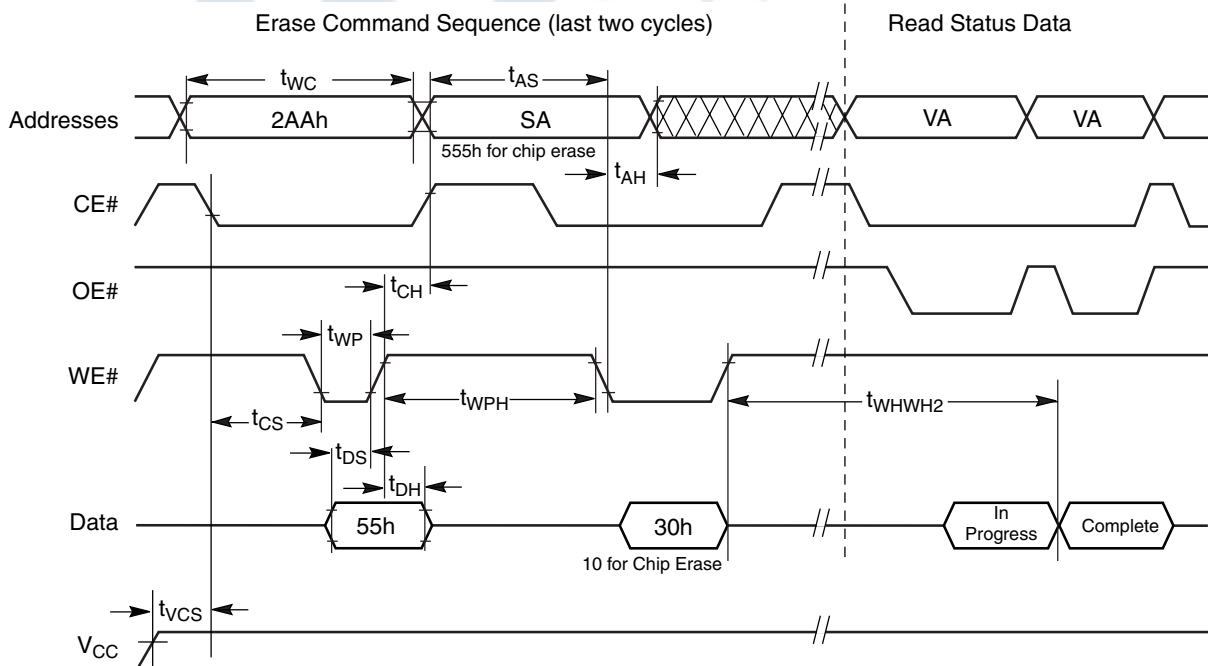 Erase Command Sequence (last two cycles)
Read Status Data
tWC
tAS
Addresses
2AAh
SA
VA
VA
555h for chip erase
tAH
CE#
OE#
tCH
tWP
WE#
tWPH
tWHWH2
tCS
tDS
tDH
Data
55h
30h
In
Progress
Complete
10 for Chip Erase
tVCS
VCC